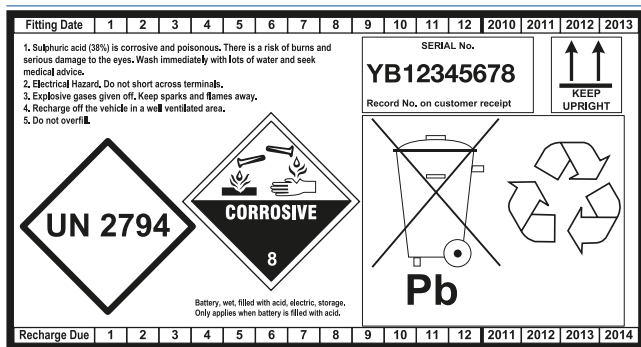 Fitting Date 1 2 3 4 5 6 7 8 9 10 11 12 2010 2011 2012 2013
1. Sulphuric acid (38%) is corrosive and poisonous. There is a risk of burns and
serious damage to the eyes. Wash immediately with lots of water and seek
medical advice.
2. Electrical Hazard. Do not short across terminals.
3. Explosive gases given off. Keep sparks and flames away.
4. Recharge off the vehicle in a well ventilated area.
5. Do not overfill.
SERIAL No.
YB12345678
Record No. on customer receipt
KEEP
UPRIGHT
UN 2794
CORROSIVE
8
Battery, wet, filled with acid, electric, storage.
Only applies when battery is filled with acid.
Pb
Recharge Due 1 2 3 4 5 6 7 8 9 10 11 12 2011 2012 2013 2014